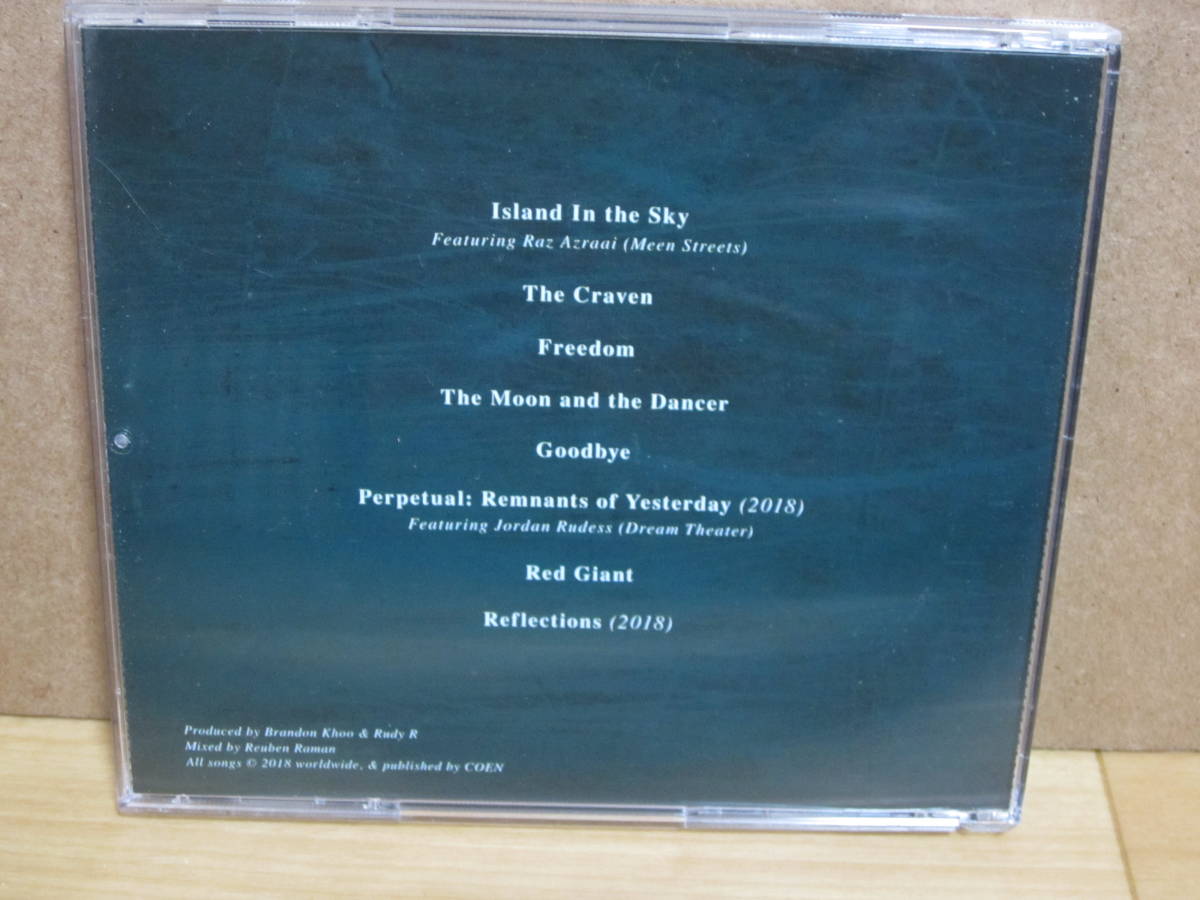 Island In the Sky
Featuring Raz Azraai (Meen Streets)
The Craven
Freedom
The Moon and the Dancer
Goodbye
Perpetual: Remnants of Yesterday (2018)
Featuring Jordan Rudess (Dream Theater)
Red Giant
Reflections (2018)
Produced by Brandon Khoo & Rudy R
Mixed by Reuben Raman
All songs © 2018 worldwide, & published by COEN